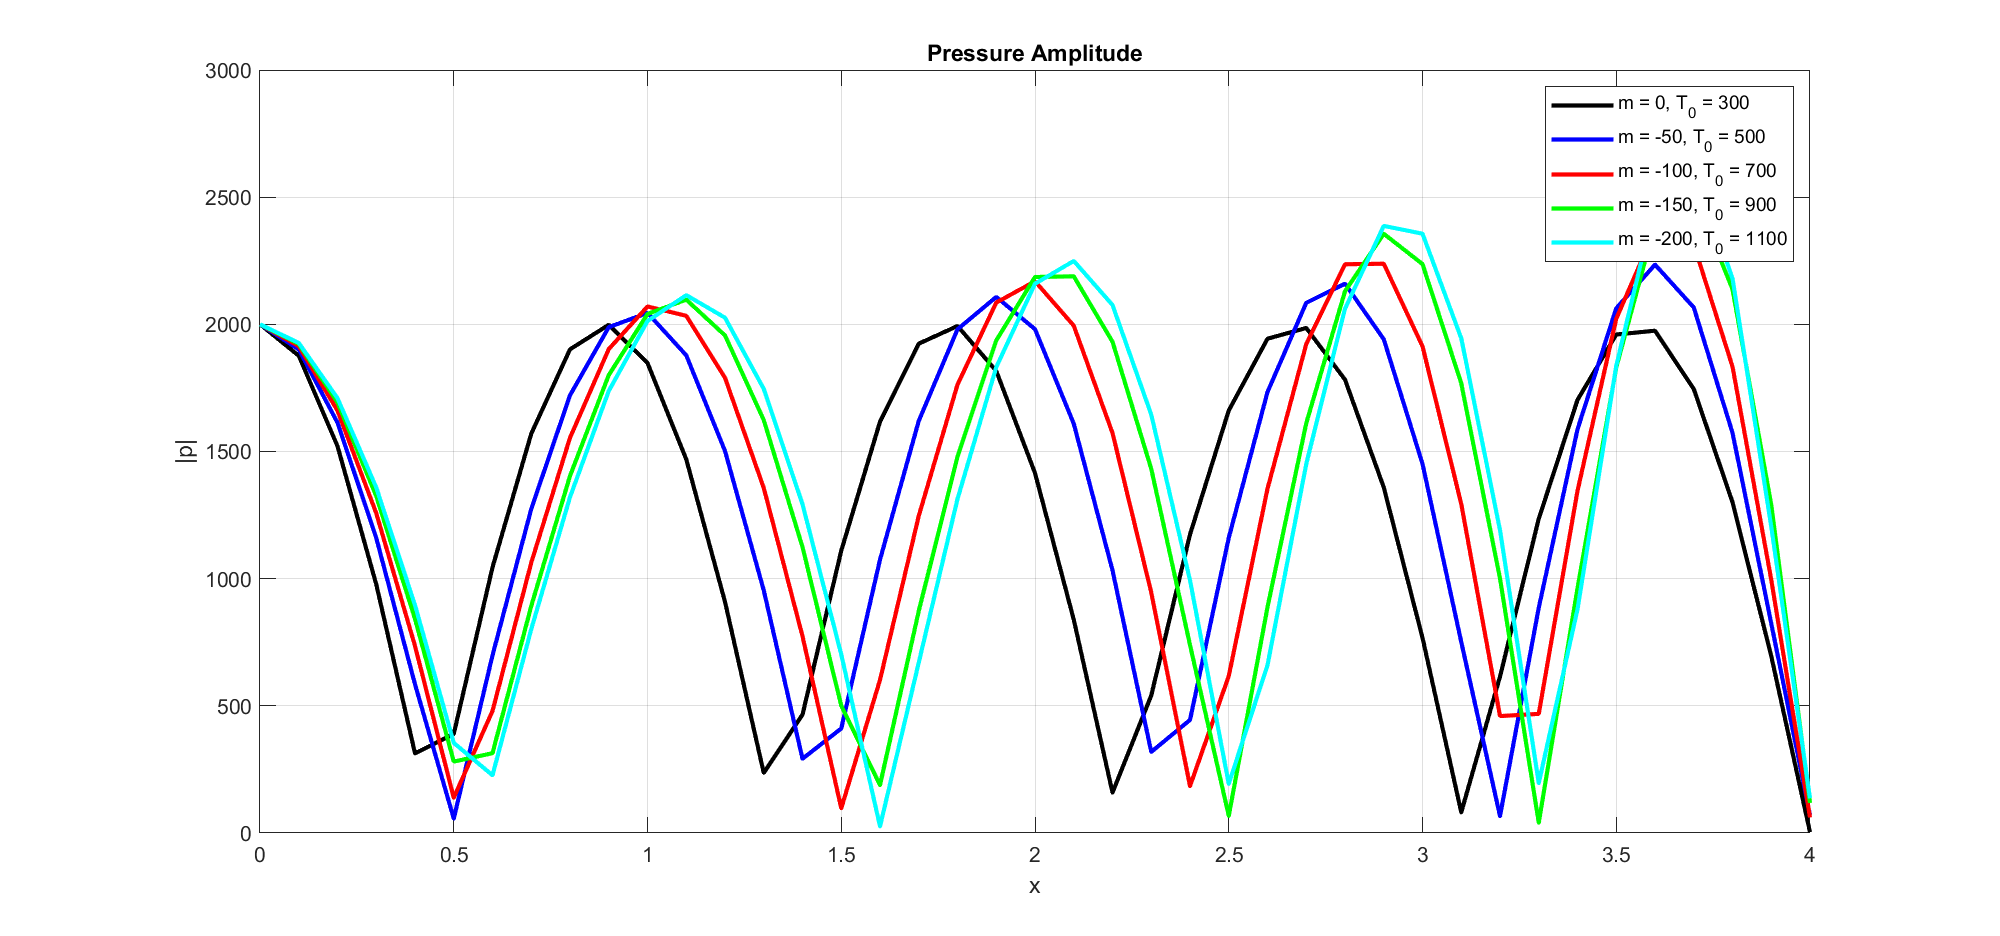 Pressure Amplitude
3000
2500
2000
1500
1000
500
0
|p|
0 0.5 1 1.5 2 2.5 3 3.5 4
x
m = 0, T0 = 300
m = -50, T0 = 500
m = -100, T0 = 700
m = -150, T0 = 900
m = -200, T0 = 1100